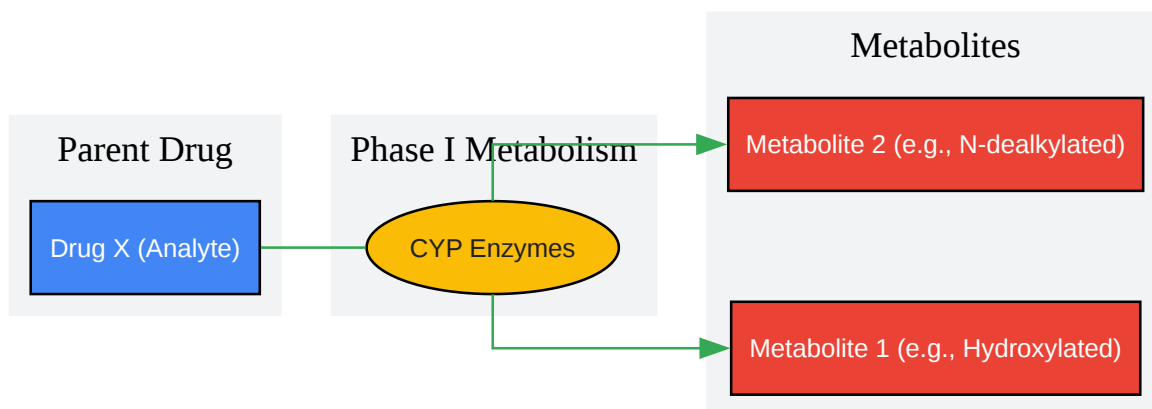 Parent Drug
Drug X (Analyte)
Phase I Metabolism
CYP Enzymes
Metabolites
Metabolite 2 (e.g., N-dealkylated)
Metabolite 1 (e.g., Hydroxylated)